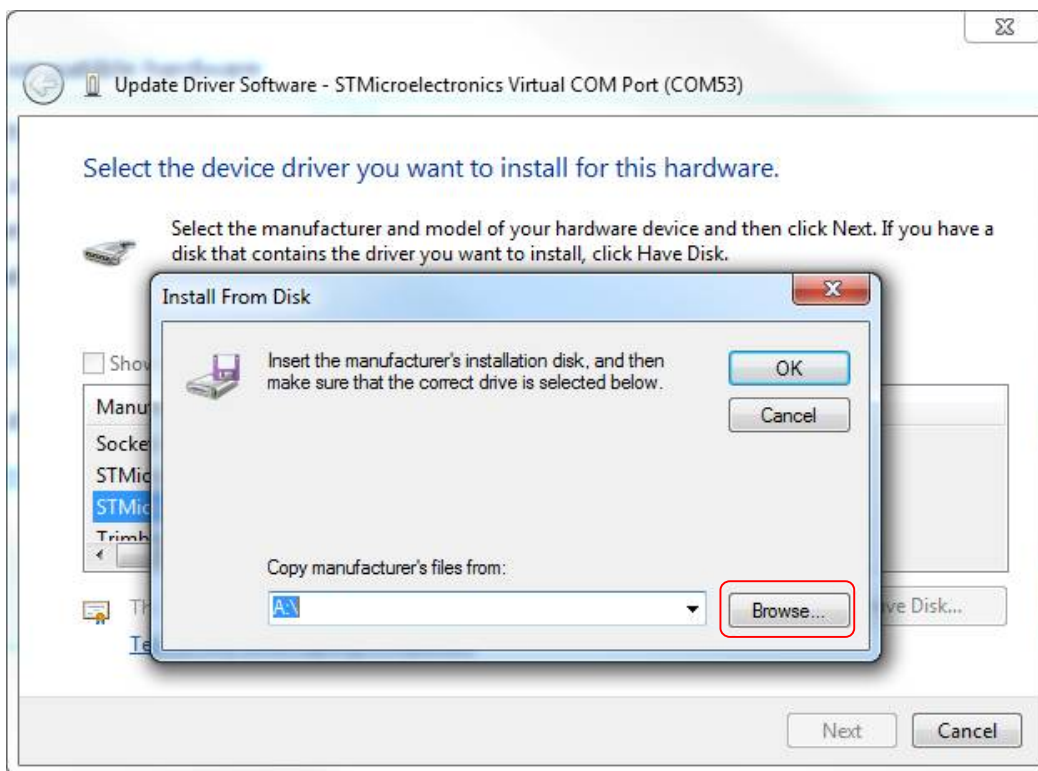 Update Driver Software - STMicroelectronics Virtual COM Port (COM53)
Select the device driver you want to install for this hardware.
Select the manufacturer and model of your hardware device and then click Next. If you have a
disk that contains the driver you want to install, click Have Disk.
Install From Disk
Insert the manufacturer's installation disk, and then
make sure that the correct drive is selected below.
OK
Cancel
Copy manufacturer's files from:
A:\
Browse...
Disk...
Next
Cancel